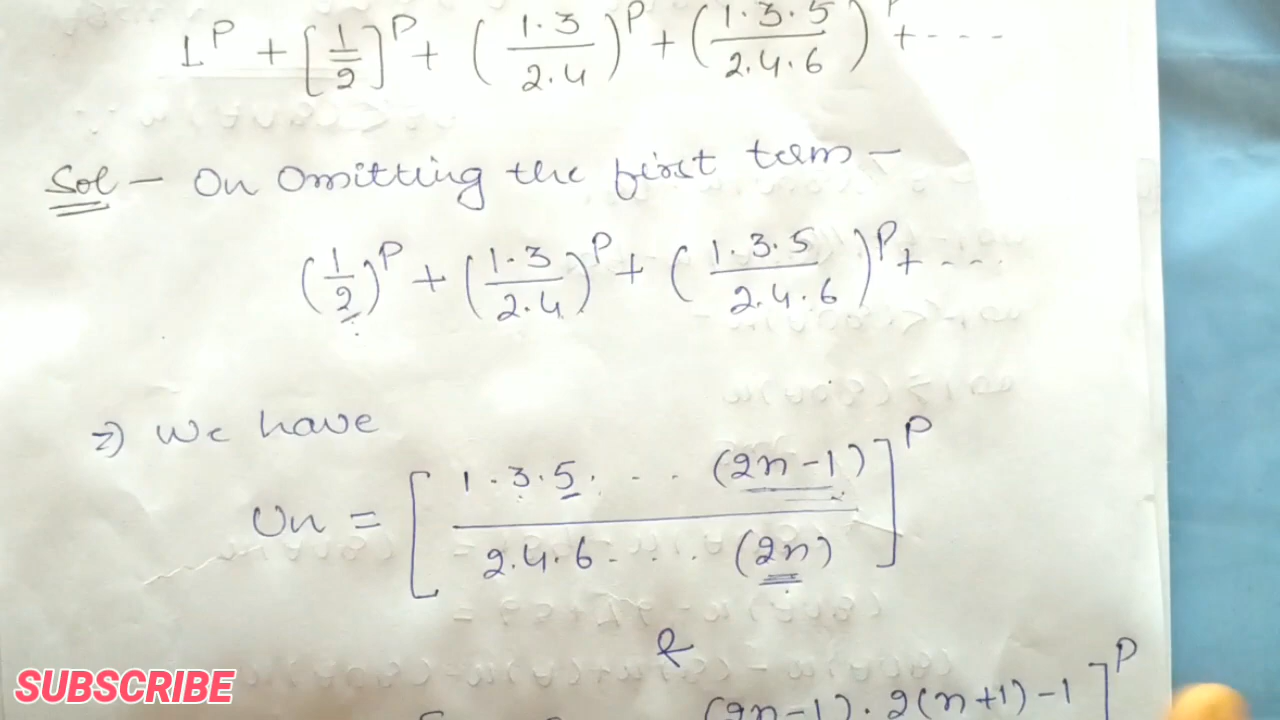 1^P + [1/2]^P + (1·3/2·4)^P + (1·3·5/2·4·6)^P + ----
Sol – On Omitting the first term –
(1/2)^P + (1·3/2·4)^P + (1·3·5/2·4·6)^P + ---
=) We have
Un = [1·3·5. . . . (2n-1)/2·4·6- . . . (2n)]^P
&
(2n-1)·2(n+1)-1]^P
SUBSCRIBE